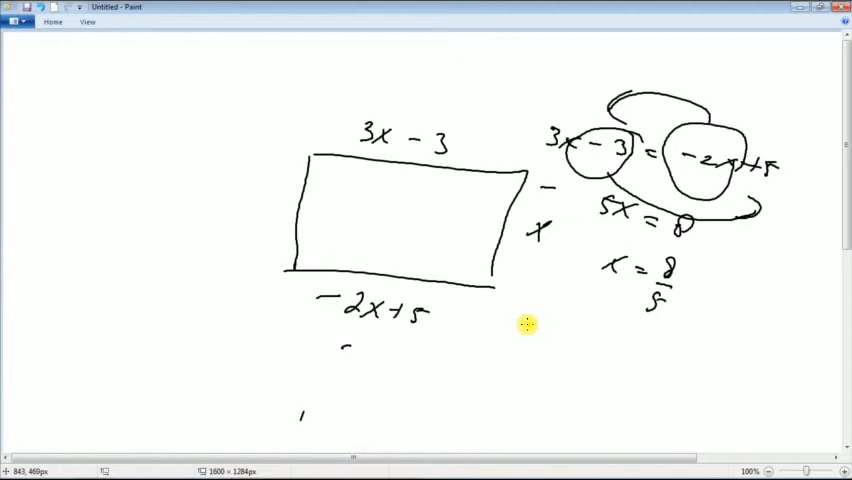 Untitled - Paint
Home View
3x - 3
3x - 3 = -2x + 5
5x = 8
x
x = 8
5
-2x + 5
843, 469px
1600 × 1284px
100%